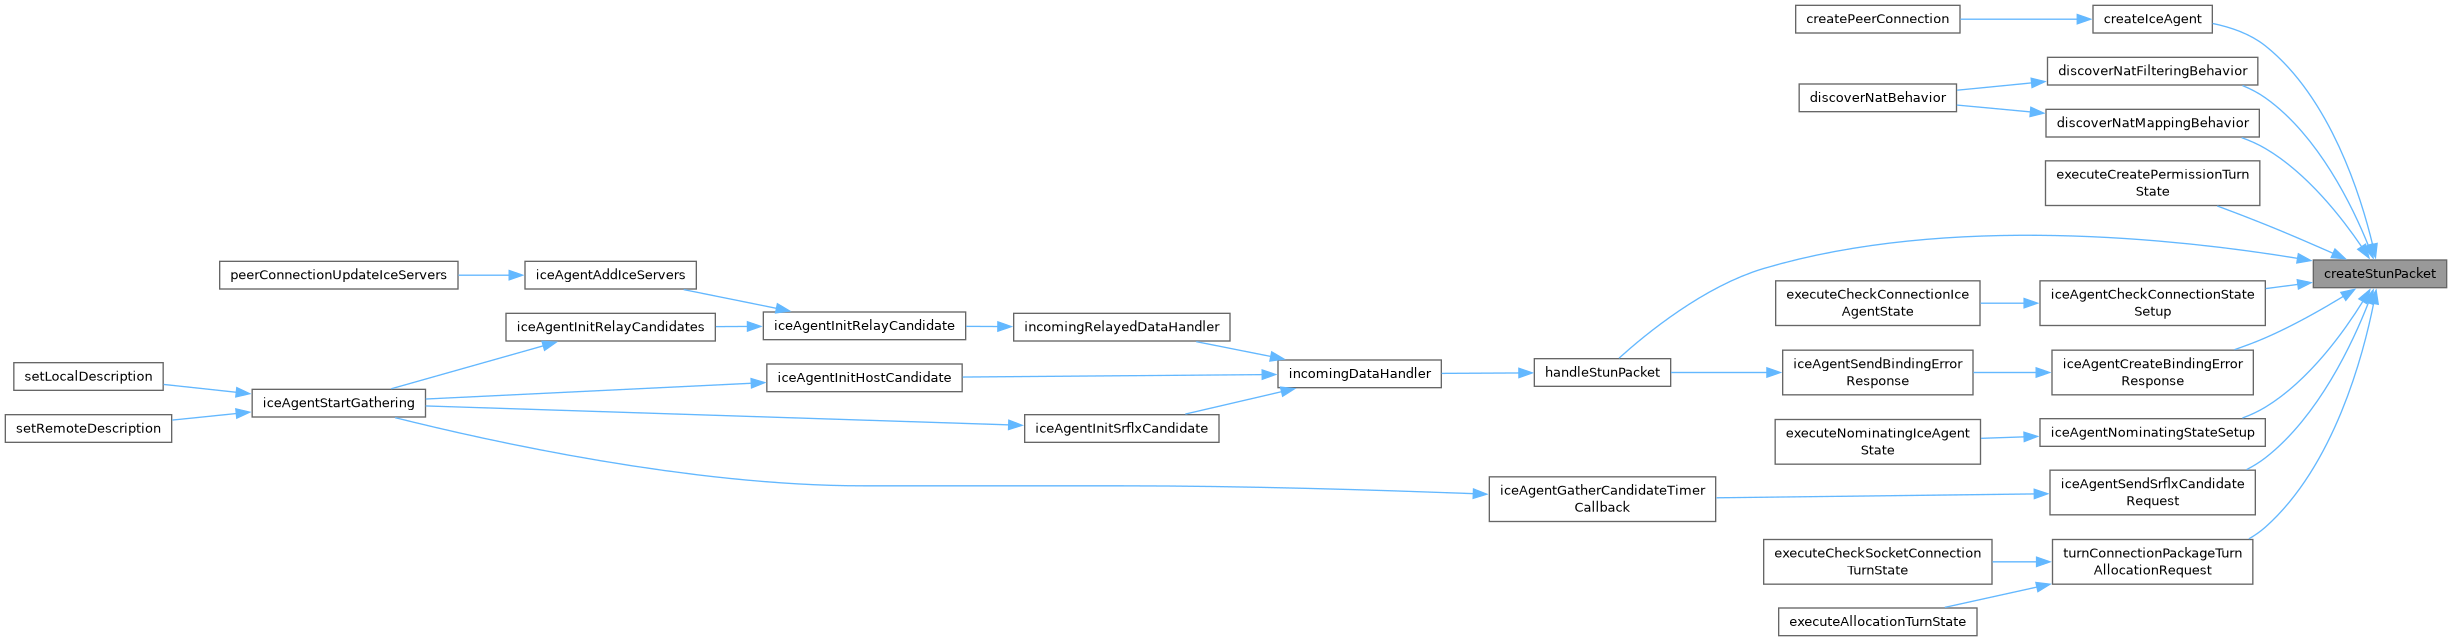 createPeerConnection
createIceAgent
discoverNatFilteringBehavior
discoverNatBehavior
discoverNatMappingBehavior
executeCreatePermissionTurn
State
peerConnectionUpdateIceServers
iceAgentAddIceServers
createStunPacket
executeCheckConnectionIce
AgentState
iceAgentCheckConnectionState
Setup
iceAgentInitRelayCandidates
iceAgentInitRelayCandidate
incomingRelayedDataHandler
setLocalDescription
iceAgentInitHostCandidate
incomingDataHandler
handleStunPacket
iceAgentSendBindingError
Response
iceAgentCreateBindingError
Response
iceAgentStartGathering
setRemoteDescription
iceAgentInitSrflxCandidate
executeNominatingIceAgent
State
iceAgentNominatingStateSetup
iceAgentGatherCandidateTimer
Callback
iceAgentSendSrflxCandidate
Request
executeCheckSocketConnection
TurnState
turnConnectionPackageTurn
AllocationRequest
executeAllocationTurnState